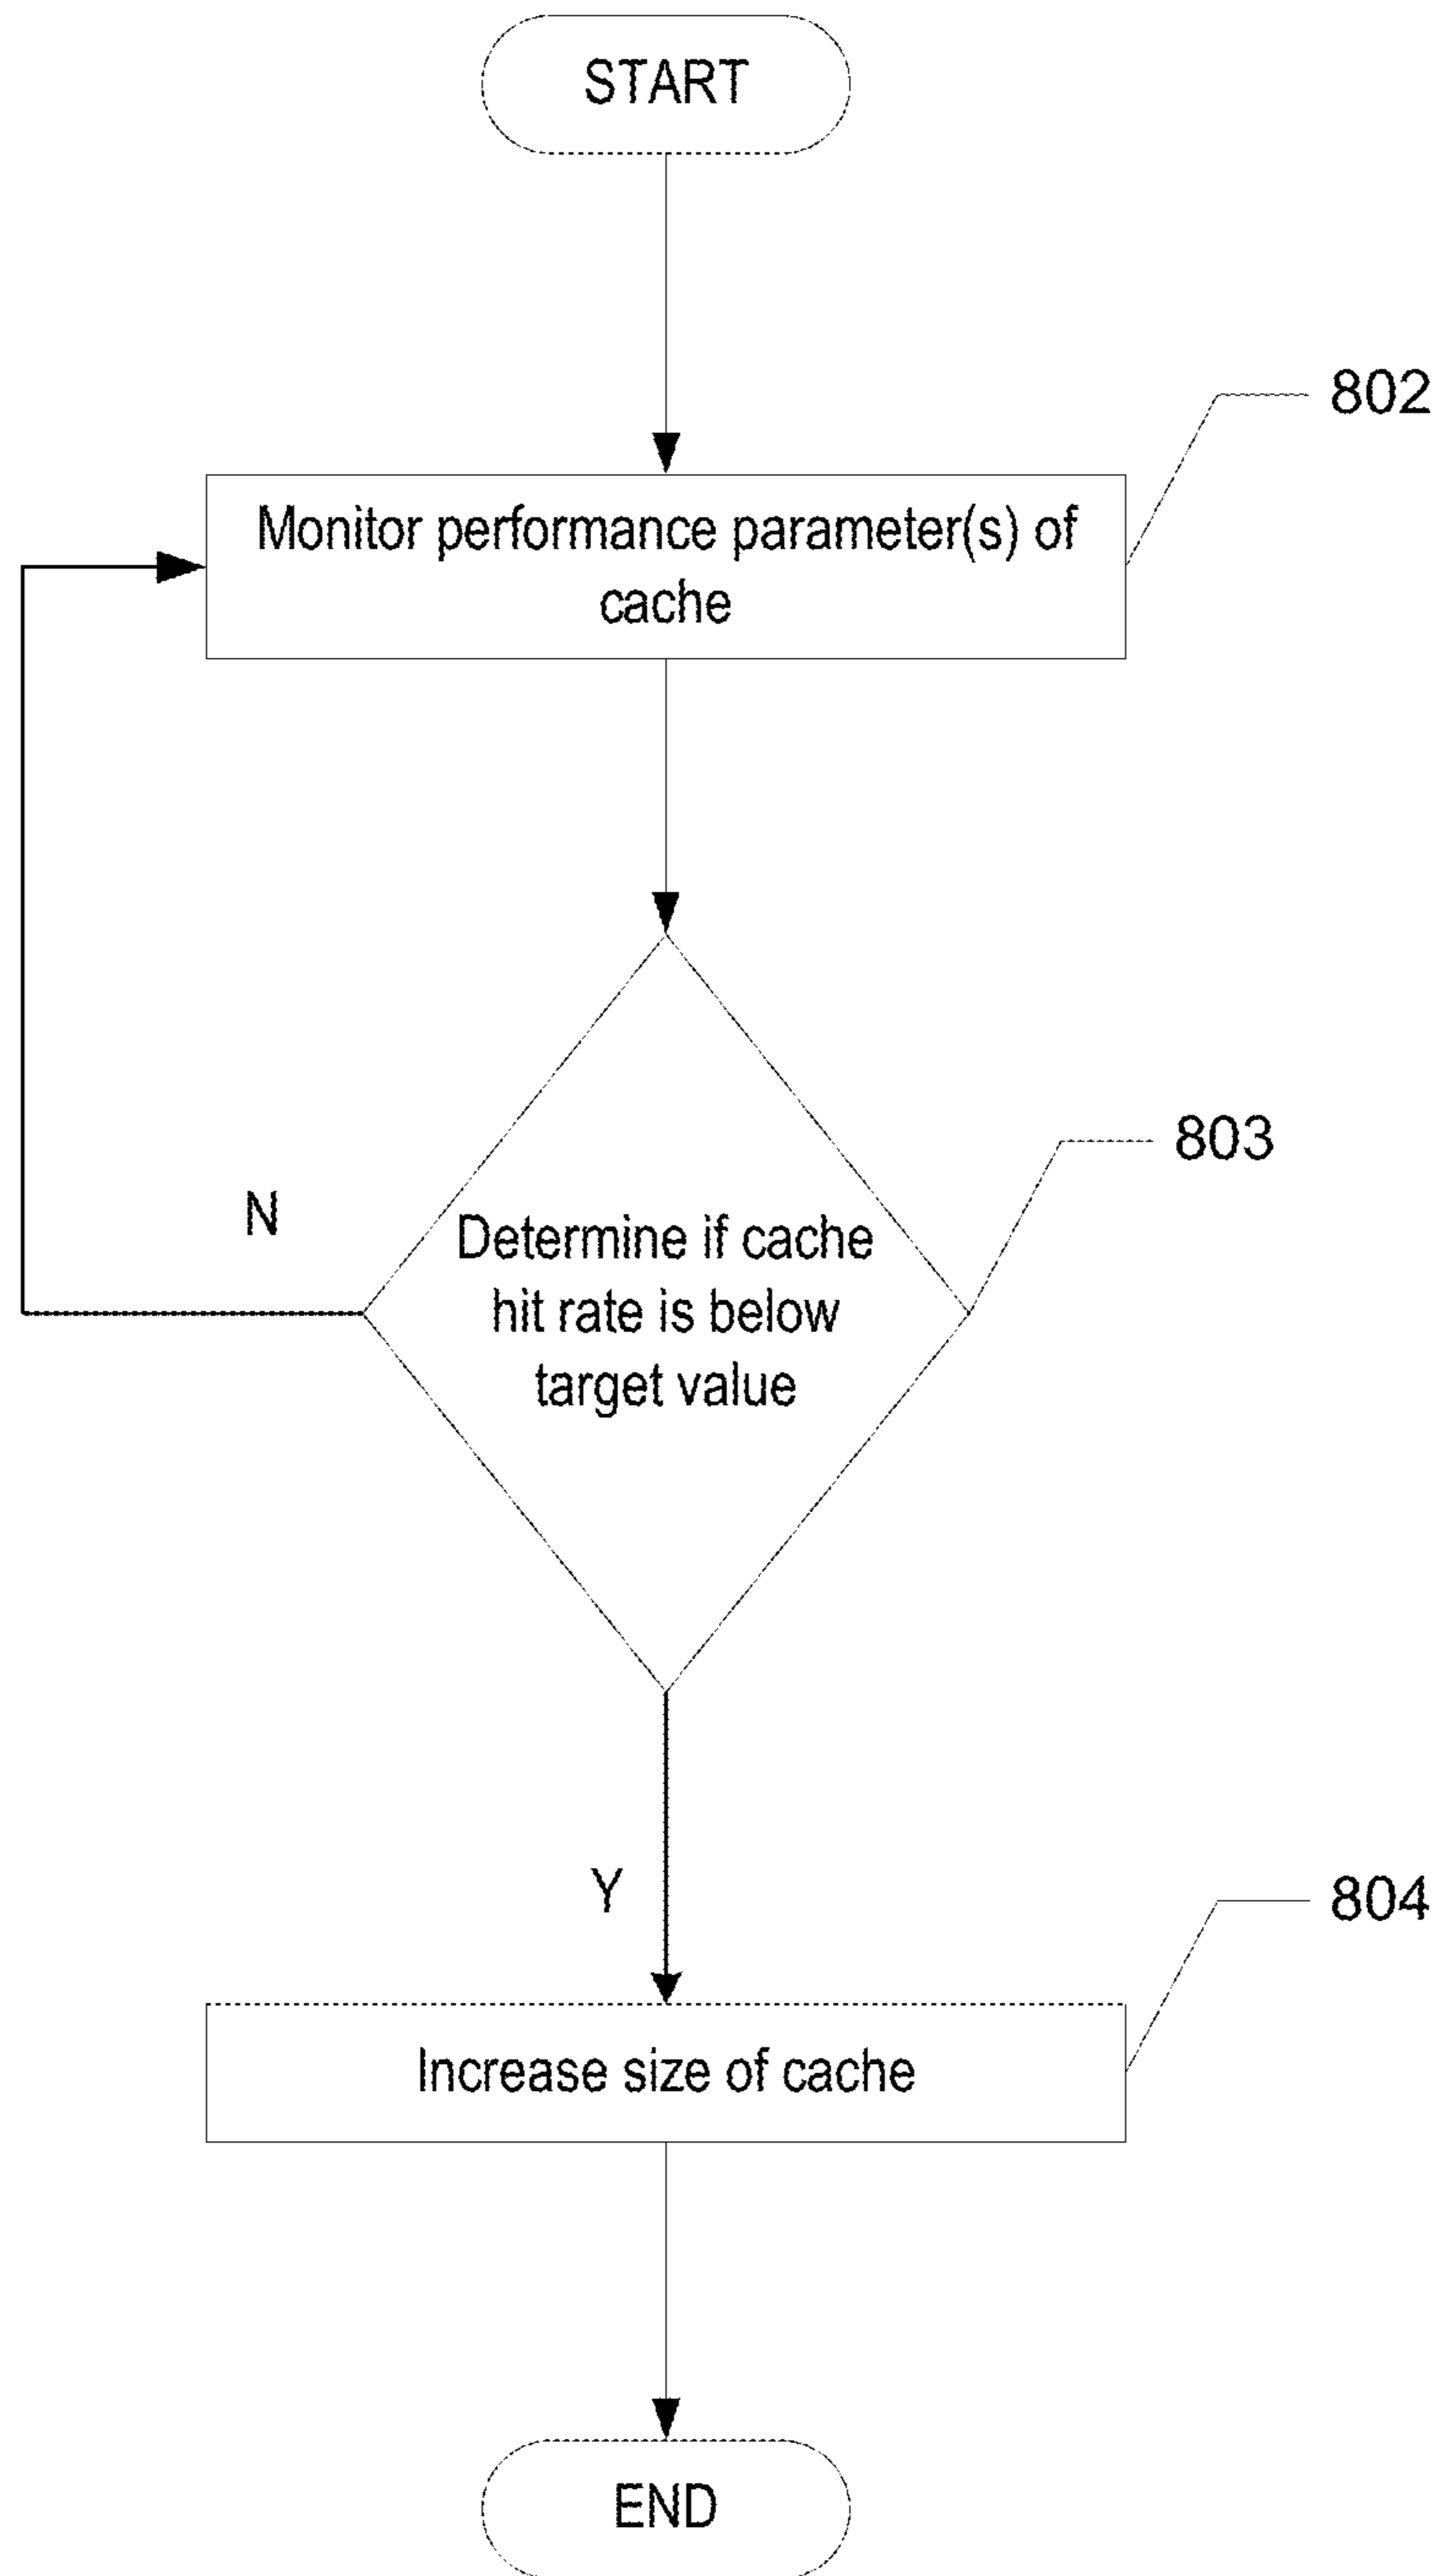 START
802
Monitor performance parameter(s) of
cache
803
N
Determine if cache
hit rate is below
target value
Y
804
Increase size of cache
END